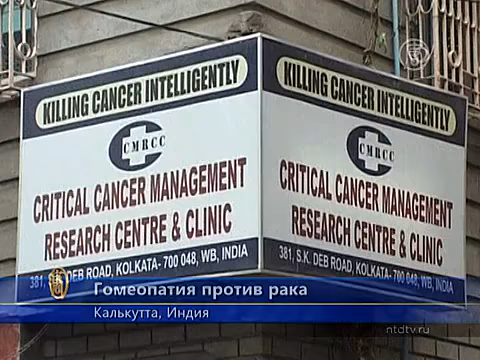 KILLING CANCER INTELLIGENTLY
CMRCC
CRITICAL CANCER MANAGEMENT
RESEARCH CENTRE & CLINIC
381, S.K. DEB ROAD, KOLKATA- 700 048, WB, INDIA
KILLING CANCER INTELLIGENTLY
CMRCC
CRITICAL CANCER MANAGEMENT
RESEARCH CENTRE & CLINIC
381, S.K. DEB ROAD, KOLKATA- 700 048, WB, INDIA
Гомеопатия против рака
Калькутта, Индия
ntdtv.ru